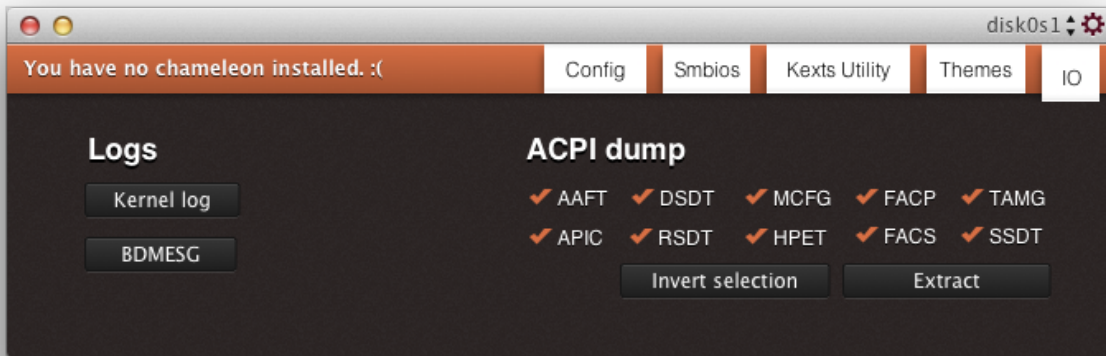 disk0s1
You have no chameleon installed. :(
Config
Smbios
Kexts Utility
Themes
IO
Logs
Kernel log
BDMESG
ACPI dump
AAFT DSDT MCFG FACP TAMG
APIC RSDT HPET FACS SSDT
Invert selection
Extract